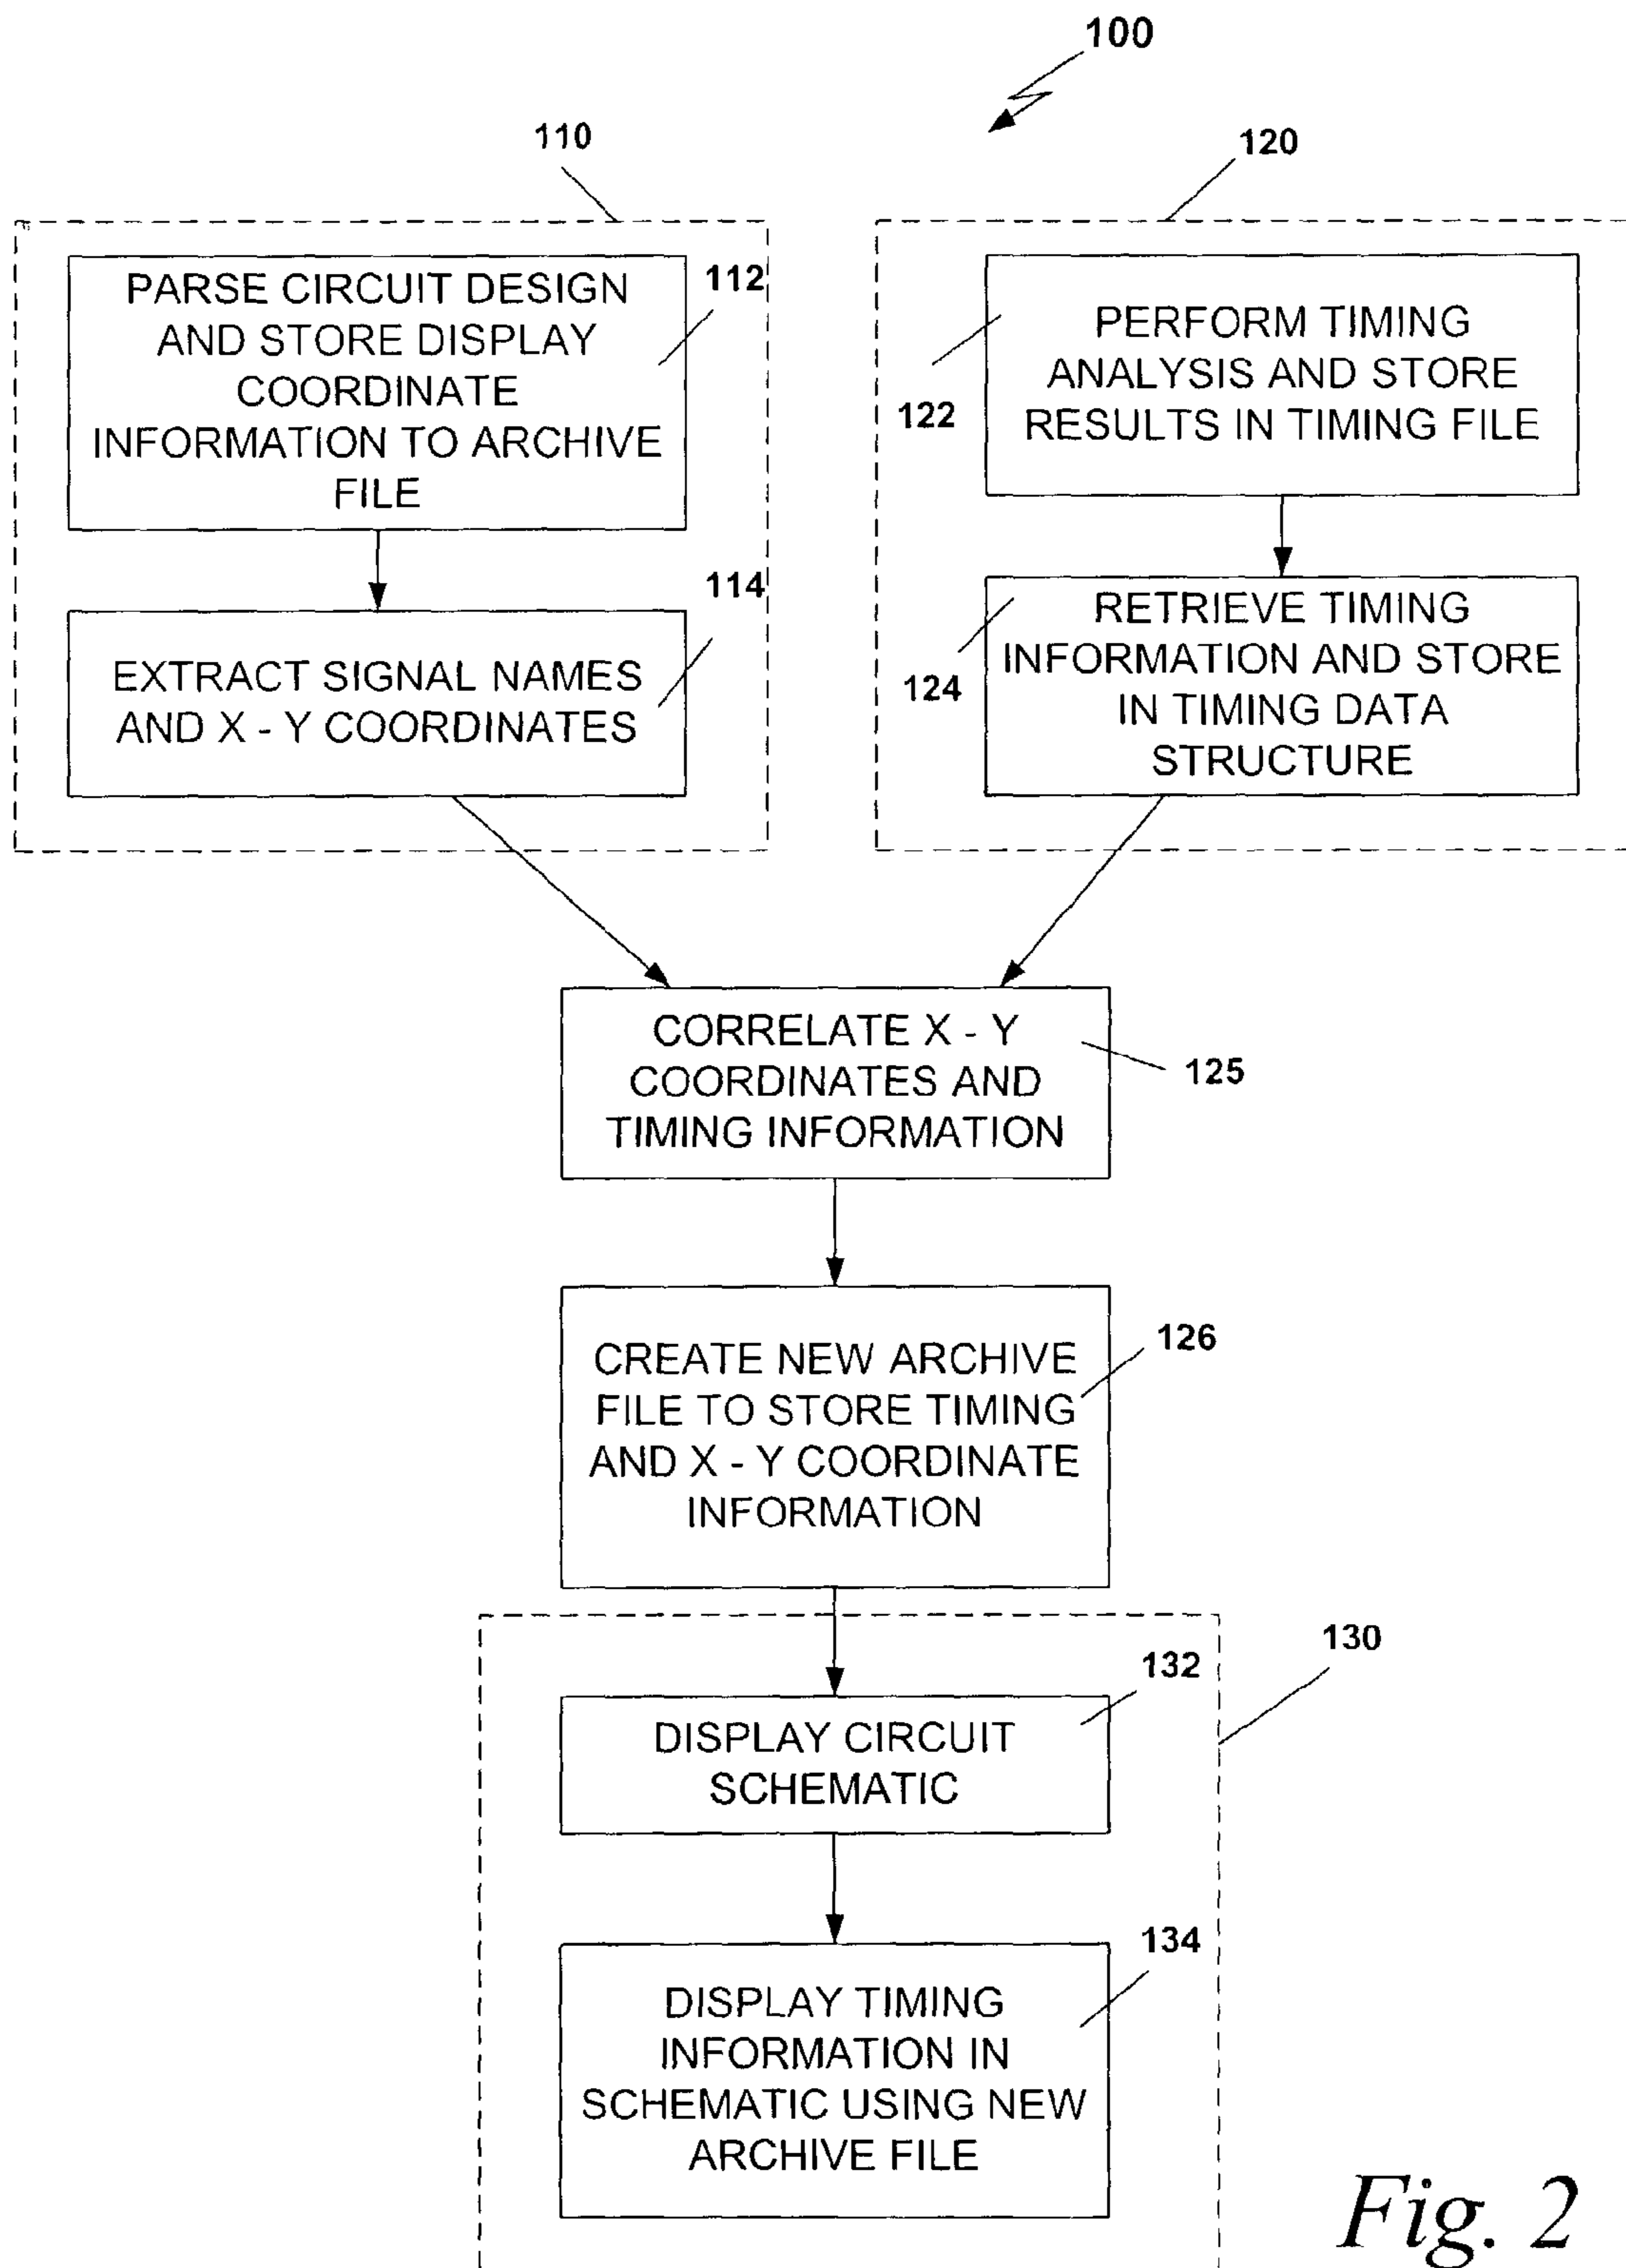 100
110
120
PARSE CIRCUIT DESIGN
AND STORE DISPLAY
COORDINATE
INFORMATION TO ARCHIVE
FILE
112
EXTRACT SIGNAL NAMES
AND X - Y COORDINATES
114
PERFORM TIMING
ANALYSIS AND STORE
RESULTS IN TIMING FILE
122
RETRIEVE TIMING
INFORMATION AND STORE
IN TIMING DATA
STRUCTURE
124
CORRELATE X - Y
COORDINATES AND
TIMING INFORMATION
125
CREATE NEW ARCHIVE
FILE TO STORE TIMING
AND X - Y COORDINATE
INFORMATION
126
130
132
DISPLAY CIRCUIT
SCHEMATIC
134
DISPLAY TIMING
INFORMATION IN
SCHEMATIC USING NEW
ARCHIVE FILE
Fig. 2